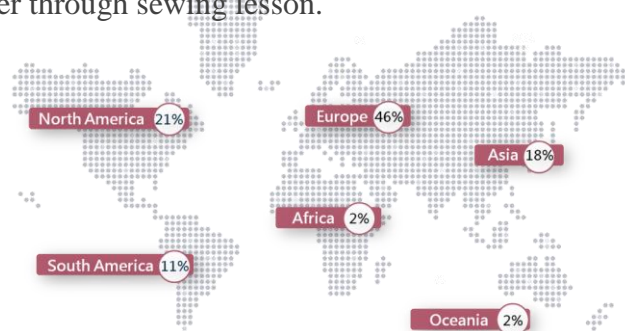 er through sewing lesson.
North America 21%
Europe 46%
Asia 18%
Africa 2%
South America 11%
Oceania 2%